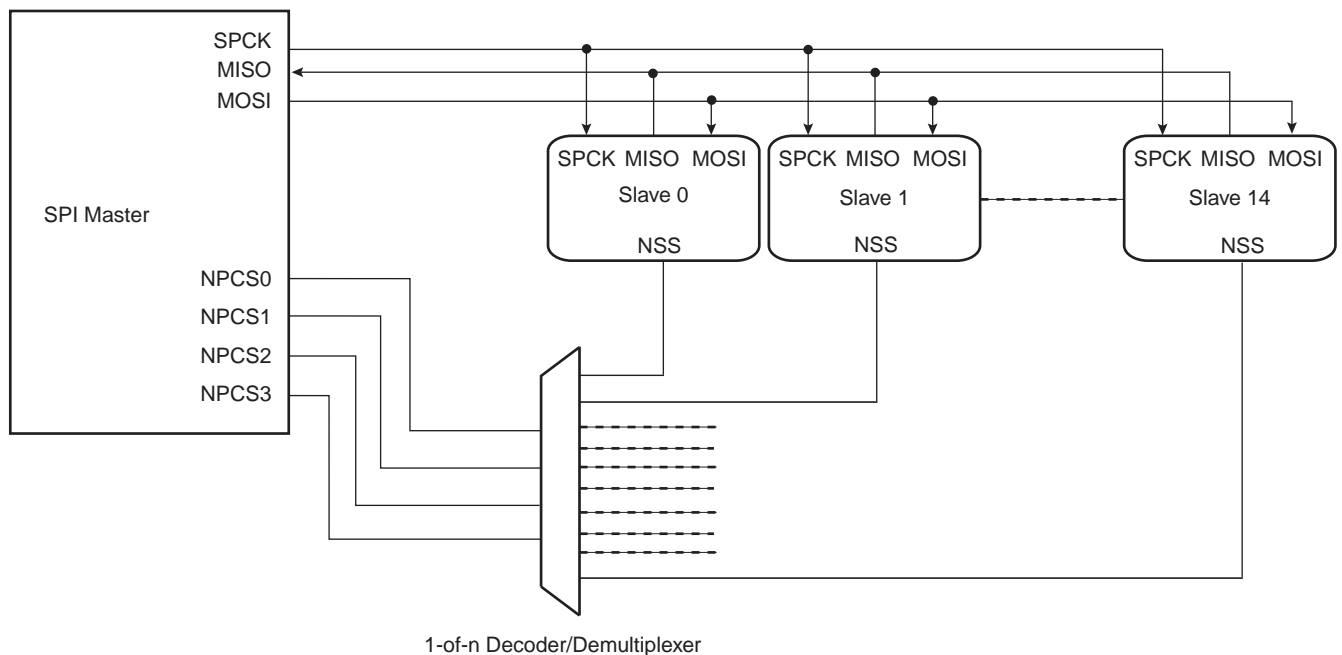 SPCK
MISO
MOSI
SPI Master
NPCS0
NPCS1
NPCS2
NPCS3
SPCK MISO MOSI
Slave 0
NSS
SPCK MISO MOSI
Slave 1
NSS
SPCK MISO MOSI
Slave 14
NSS
1-of-n Decoder/Demultiplexer